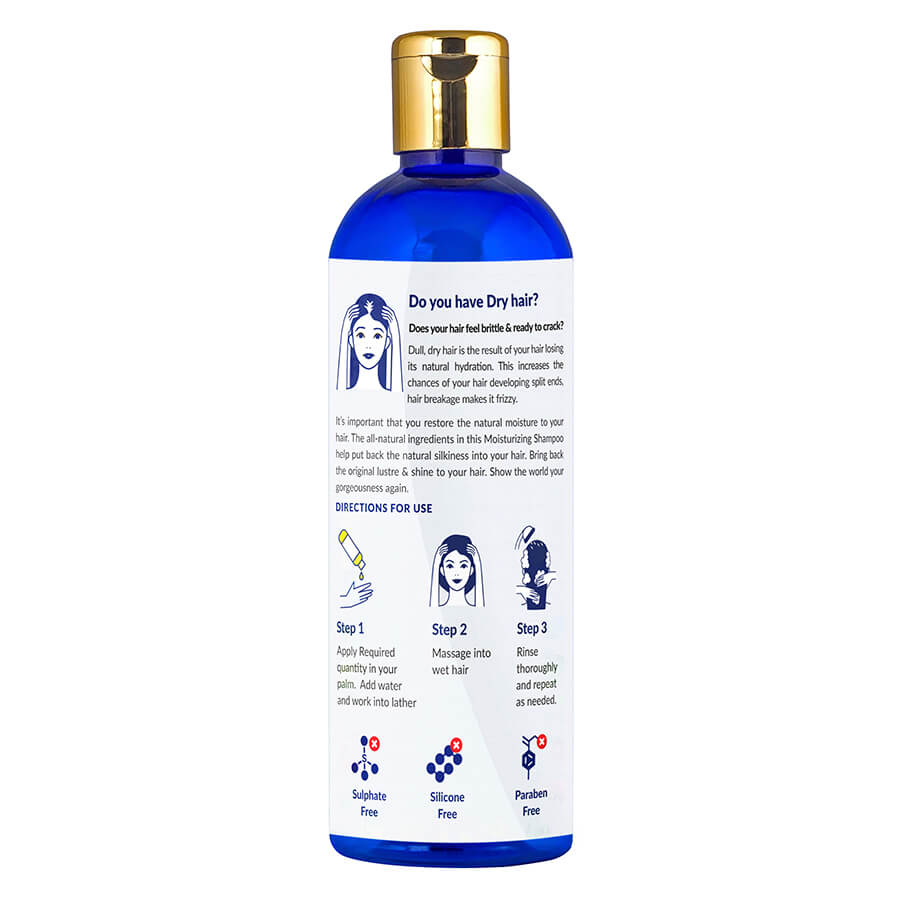 Do you have Dry hair?
Does your hair feel brittle & ready to crack?
Dull, dry hair is the result of your hair losing
its natural hydration. This increases the
chances of your hair developing split ends,
hair breakage makes it frizzy.
It's important that you restore the natural moisture to your
hair. The all-natural ingredients in this Moisturizing Shampoo
help put back the natural silkiness into your hair. Bring back
the original lustre & shine to your hair. Show the world your
gorgeousness again.
DIRECTIONS FOR USE
Step 1
Apply Required
quantity in your
palm. Add water
and work into lather
Step 2
Massage into
wet hair
Step 3
Rinse
thoroughly
and repeat
as needed.
S
Sulphate
Free
Silicone
Free
Paraben
Free